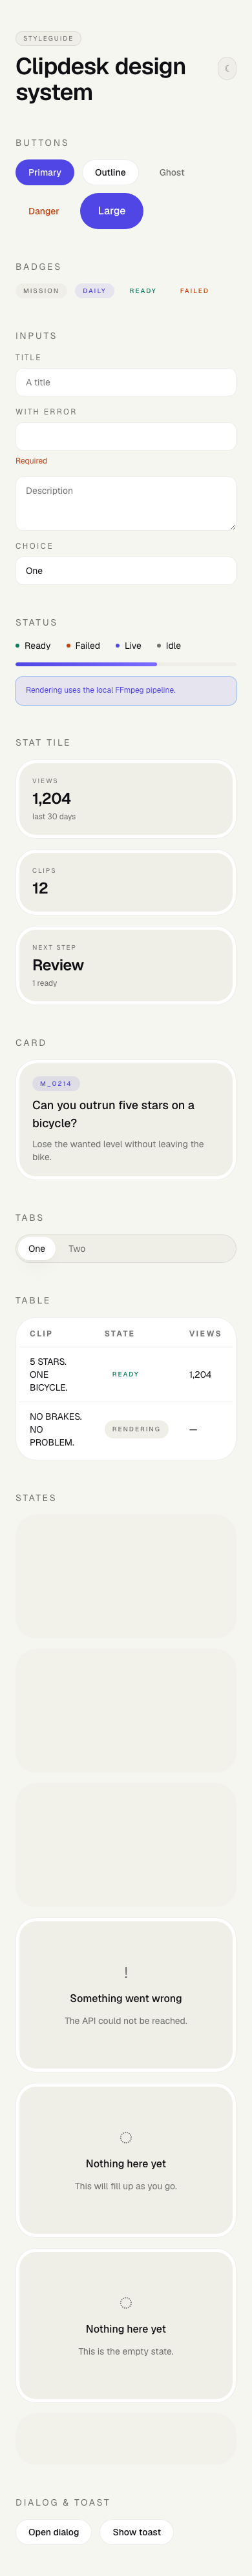 STYLEGUIDE
Clipdesk design
system
BUTTONS
Primary
Outline
Ghost
Danger
Large
BADGES
MISSION
DAILY
READY
FAILED
INPUTS
TITLE
A title
WITH ERROR
Required
Description
CHOICE
One
STATUS
Ready
Failed
Live
Idle
Rendering uses the local FFmpeg pipeline.
STAT TILE
VIEWS
1,204
last 30 days
CLIPS
12
NEXT STEP
Review
1 ready
CARD
M_0214
Can you outrun five stars on a
bicycle?
Lose the wanted level without leaving the
bike.
TABS
One
Two
TABLE
CLIP
STATE
VIEWS
5 STARS.
ONE
BICYCLE.
READY
1,204
NO BRAKES.
NO
PROBLEM.
RENDERING
—
STATES
!
Something went wrong
The API could not be reached.
Nothing here yet
This will fill up as you go.
Nothing here yet
This is the empty state.
DIALOG & TOAST
Open dialog
Show toast